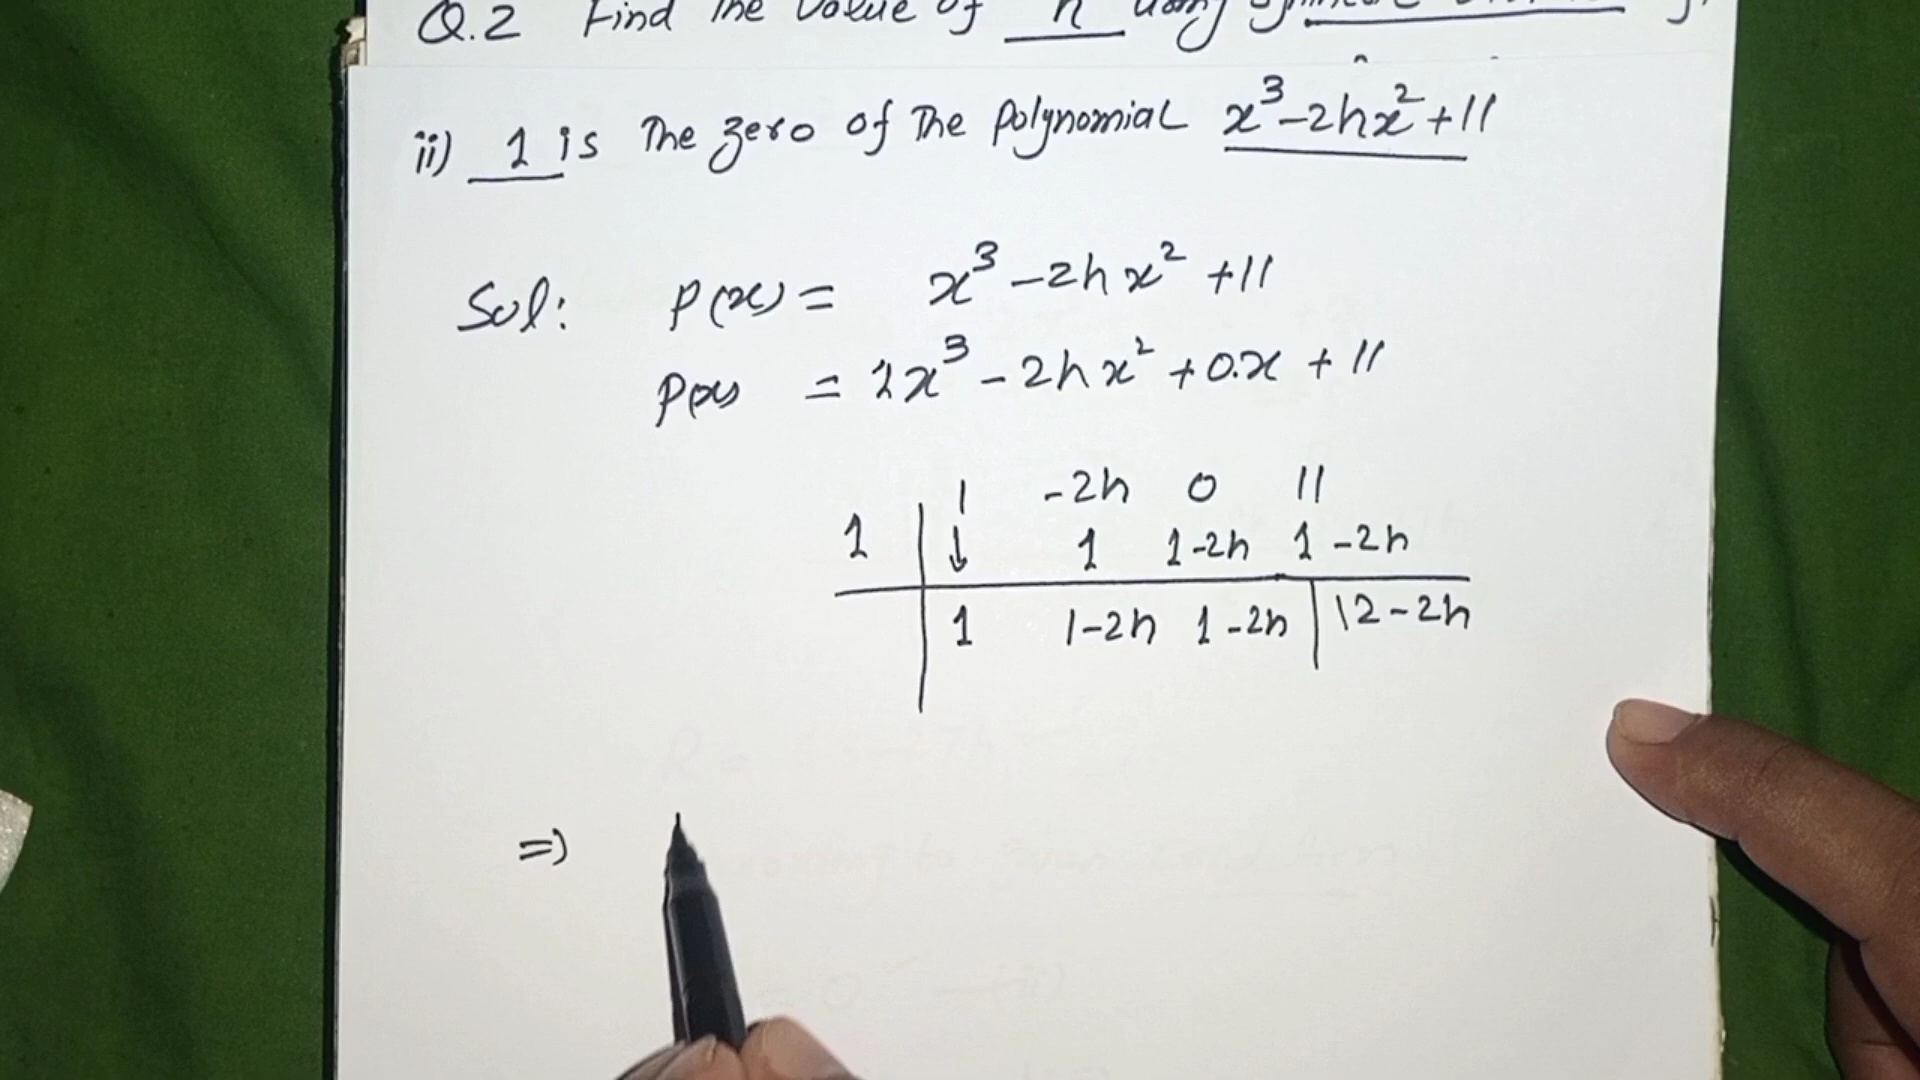 Q.2 Find the value of h using
ii) 1 is The zero of The Polynomial x³-2hx²+11
Sol: P(x) = x³ -2hx² +11
P(x) = 1x³ - 2hx² + 0.x + 11
1 -2h 0 11
1 ↓ 1 1-2h 1-2h
1 1-2h 1-2h 12-2h
=>